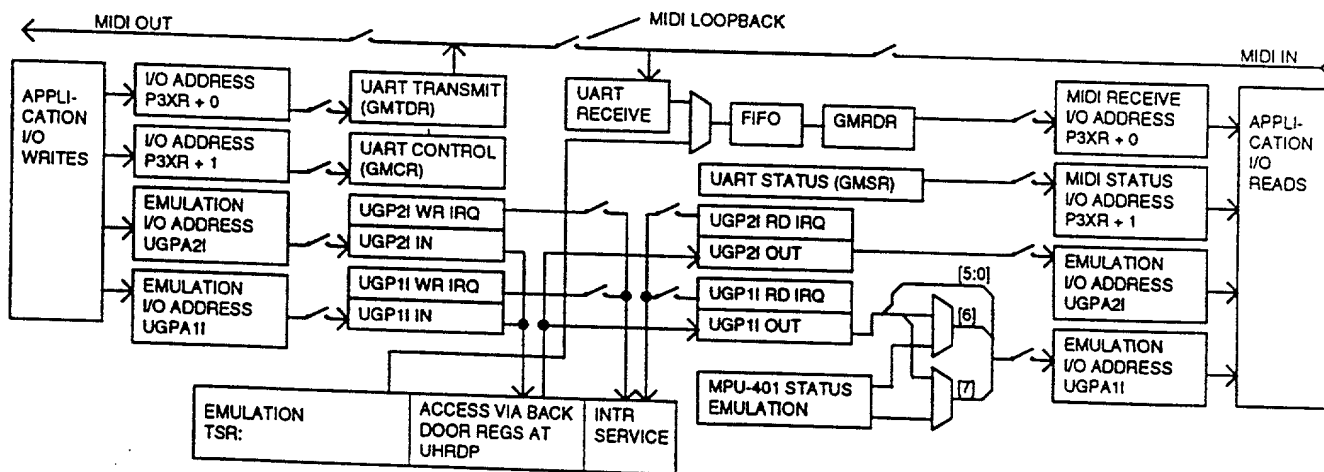 MIDI OUT
MIDI LOOPBACK
MIDI IN
APPLI-
CATION
I/O
WRITES
I/O ADDRESS
P3XR + 0
I/O ADDRESS
P3XR + 1
EMULATION
I/O ADDRESS
UGPA2I
EMULATION
I/O ADDRESS
UGPA1I
UART TRANSMIT
(GMTDR)
UART CONTROL
(GMCR)
UGP2I WR IRQ
UGP2I IN
UGP1I WR IRQ
UGP1I IN
UART
RECEIVE
FIFO
GMRDR
UART STATUS (GMSR)
UGP2I RD IRQ
UGP2I OUT
UGP1I RD IRQ
UGP1I OUT
MPU-401 STATUS
EMULATION
[5:0]
[6]
[7]
MIDI RECEIVE
I/O ADDRESS
P3XR + 0
MIDI STATUS
I/O ADDRESS
P3XR + 1
EMULATION
I/O ADDRESS
UGPA2I
EMULATION
I/O ADDRESS
UGPA1I
APPLI-
CATION
I/O
READS
EMULATION
TSR:
ACCESS VIA BACK
DOOR REGS AT
UHRDP
INTR
SERVICE